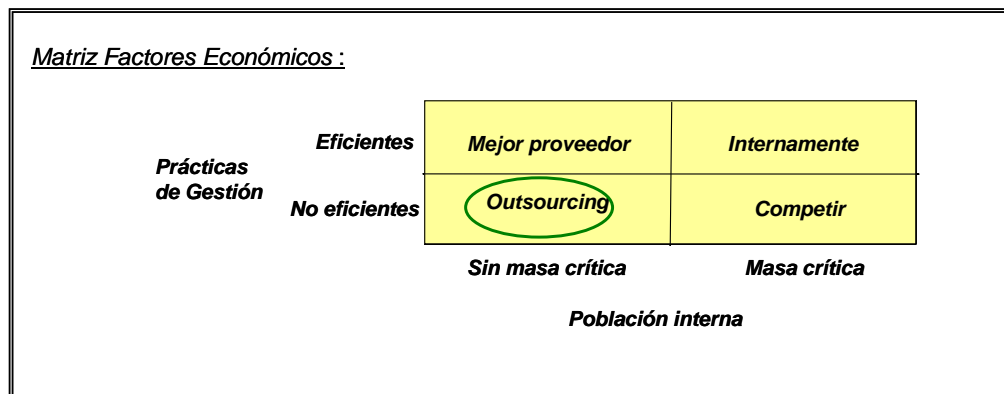 Matriz Factores Económicos :
Eficientes
Mejor proveedor
Internamente
Prácticas
de Gestión
No eficientes
Outsourcing
Competir
Sin masa crítica
Masa crítica
Población interna